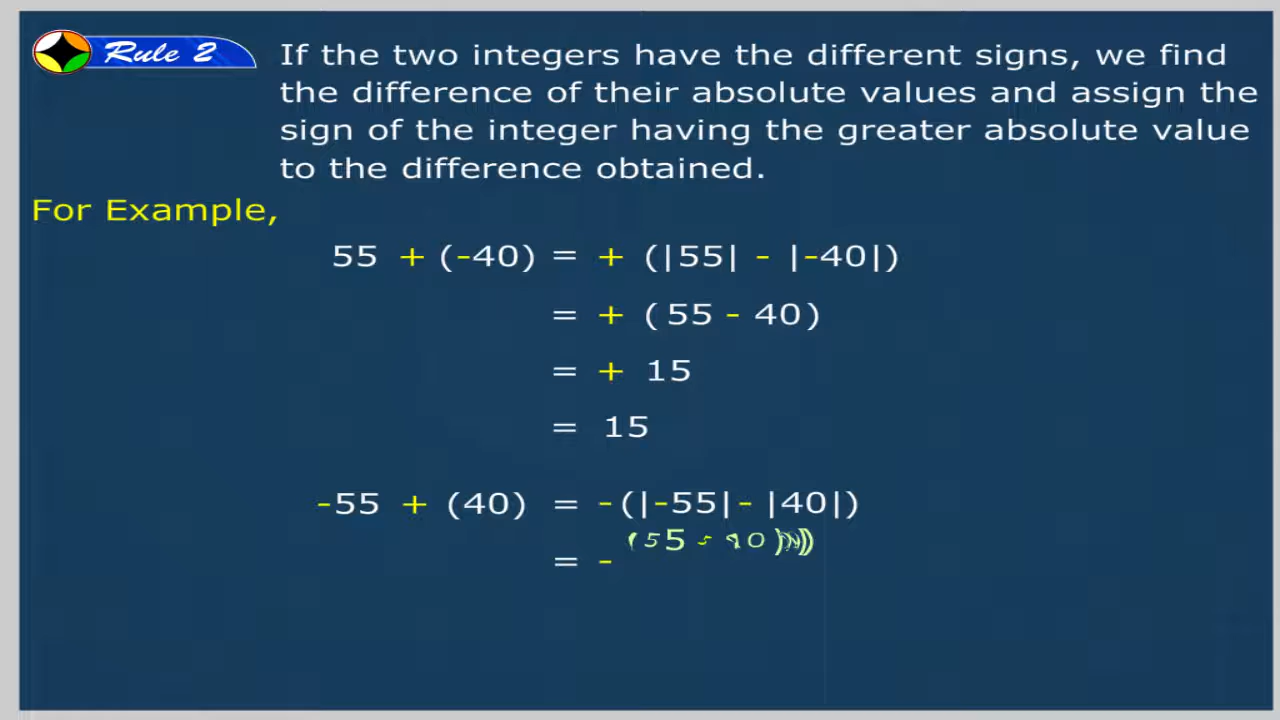 Rule 2
If the two integers have the different signs, we find
the difference of their absolute values and assign the
sign of the integer having the greater absolute value
to the difference obtained.
For Example,
55 + (-40) = + (|55| - |-40|)
= + (55 - 40)
= + 15
= 15
-55 + (40) = -(|-55|- |40|)
= -